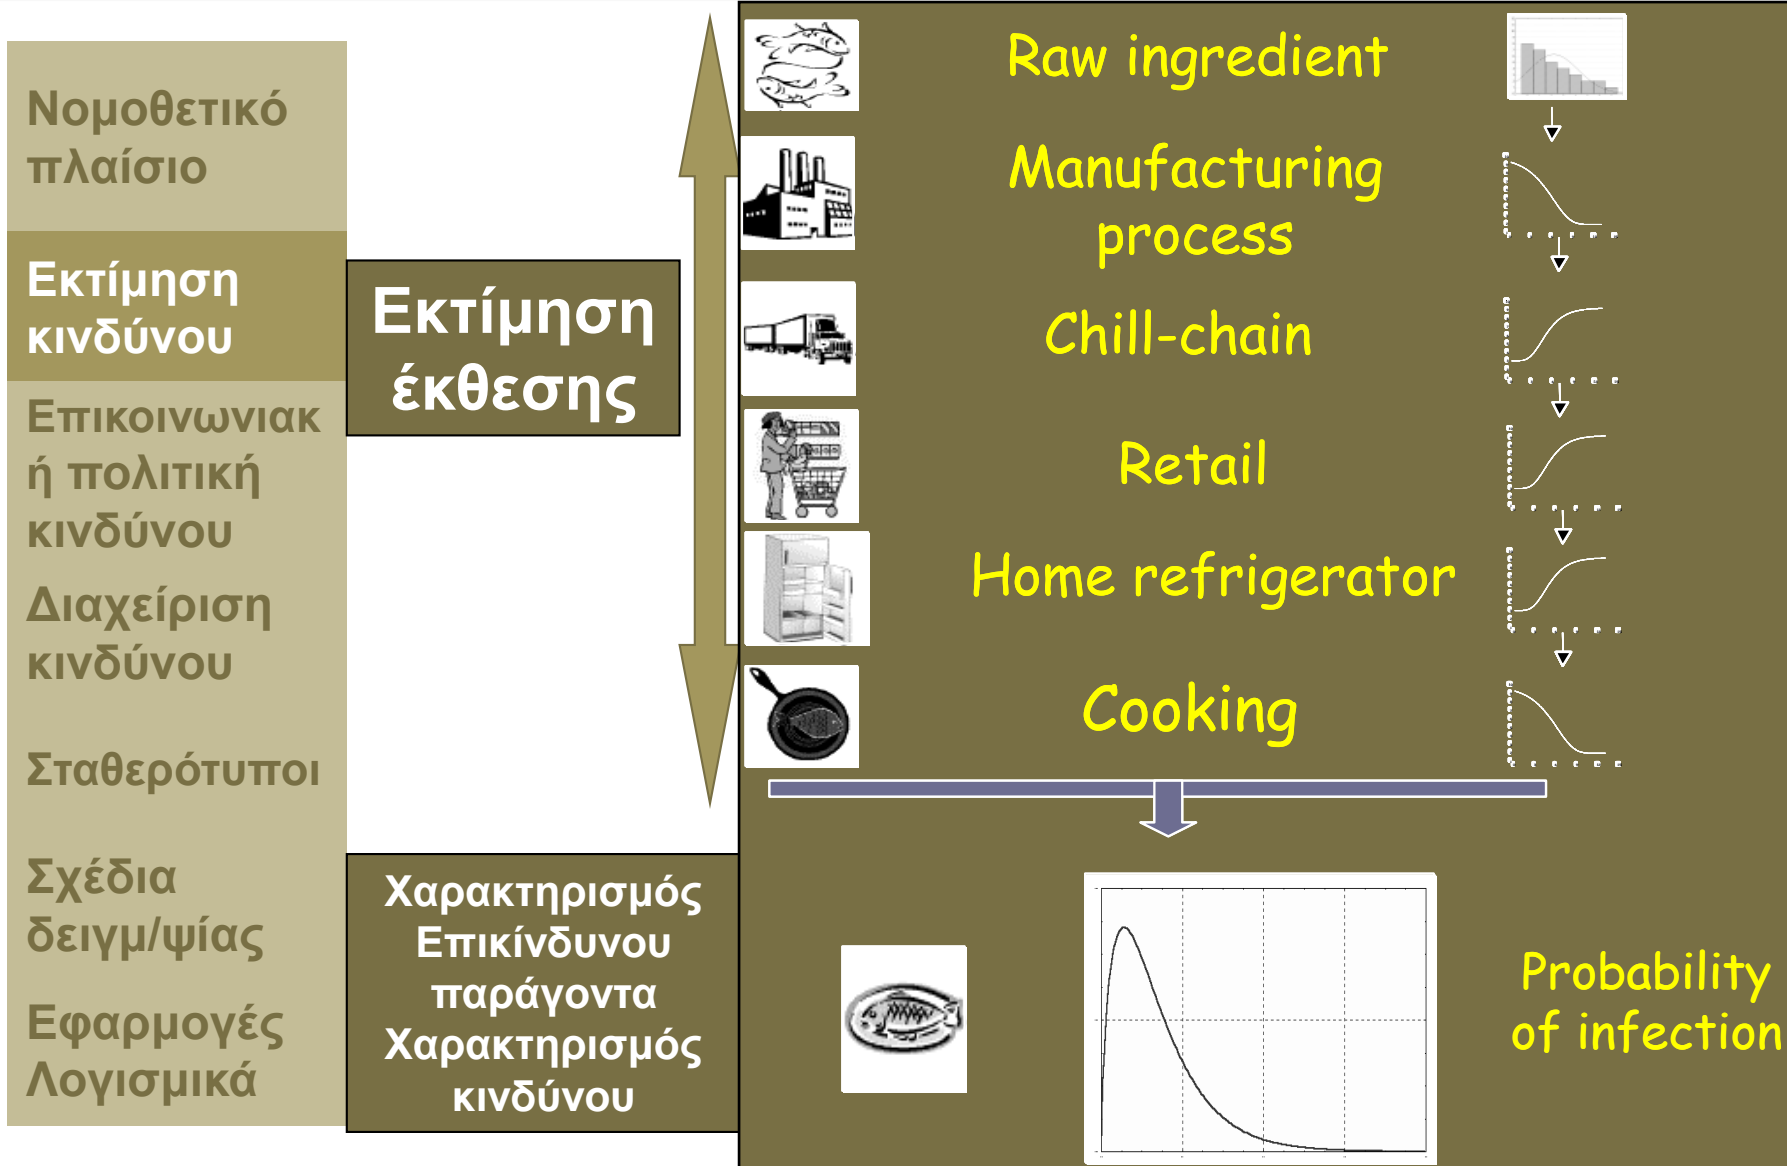 Νομοθετικό
πλαίσιο
Εκτίμηση
κινδύνου
Επικοινωνιακ
ή πολιτική
κινδύνου
Διαχείριση
κινδύνου
Σταθερότυποι
Σχέδια
δειγμ/ψίας
Εφαρμογές
Λογισμικά
Εκτίμηση
έκθεσης
Χαρακτηρισμός
Επικίνδυνου
παράγοντα
Χαρακτηρισμός
κινδύνου
Raw ingredient
Manufacturing
process
Chill-chain
Retail
Home refrigerator
Cooking
Probability
of infection